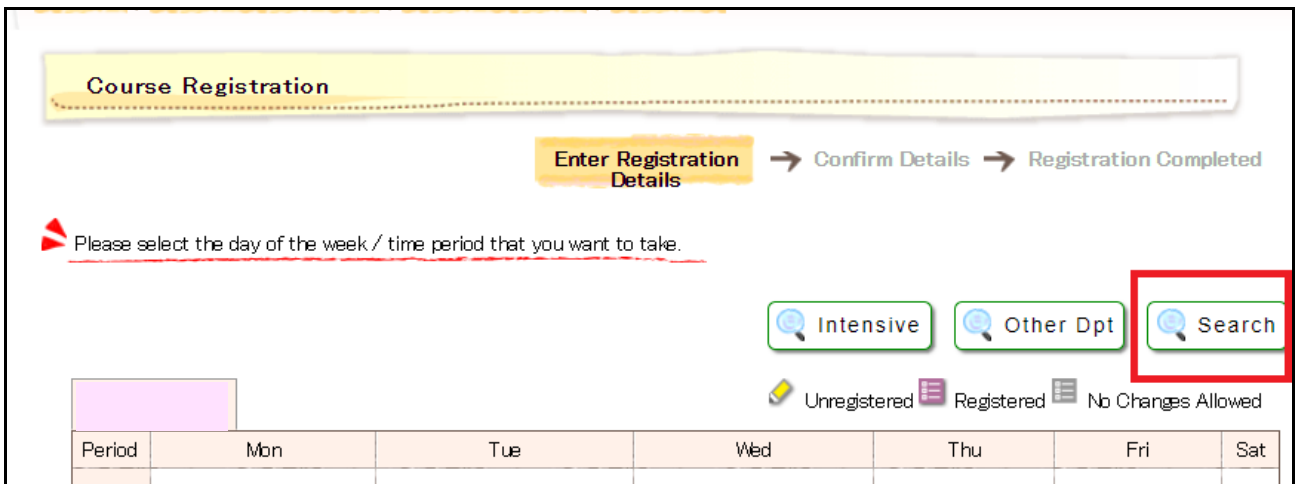 Course Registration
Enter Registration Details → Confirm Details → Registration Completed
Please select the day of the week / time period that you want to take.
Intensive Other Dpt Search
Unregistered Registered No Changes Allowed
Period Mon Tue Wed Thu Fri Sat